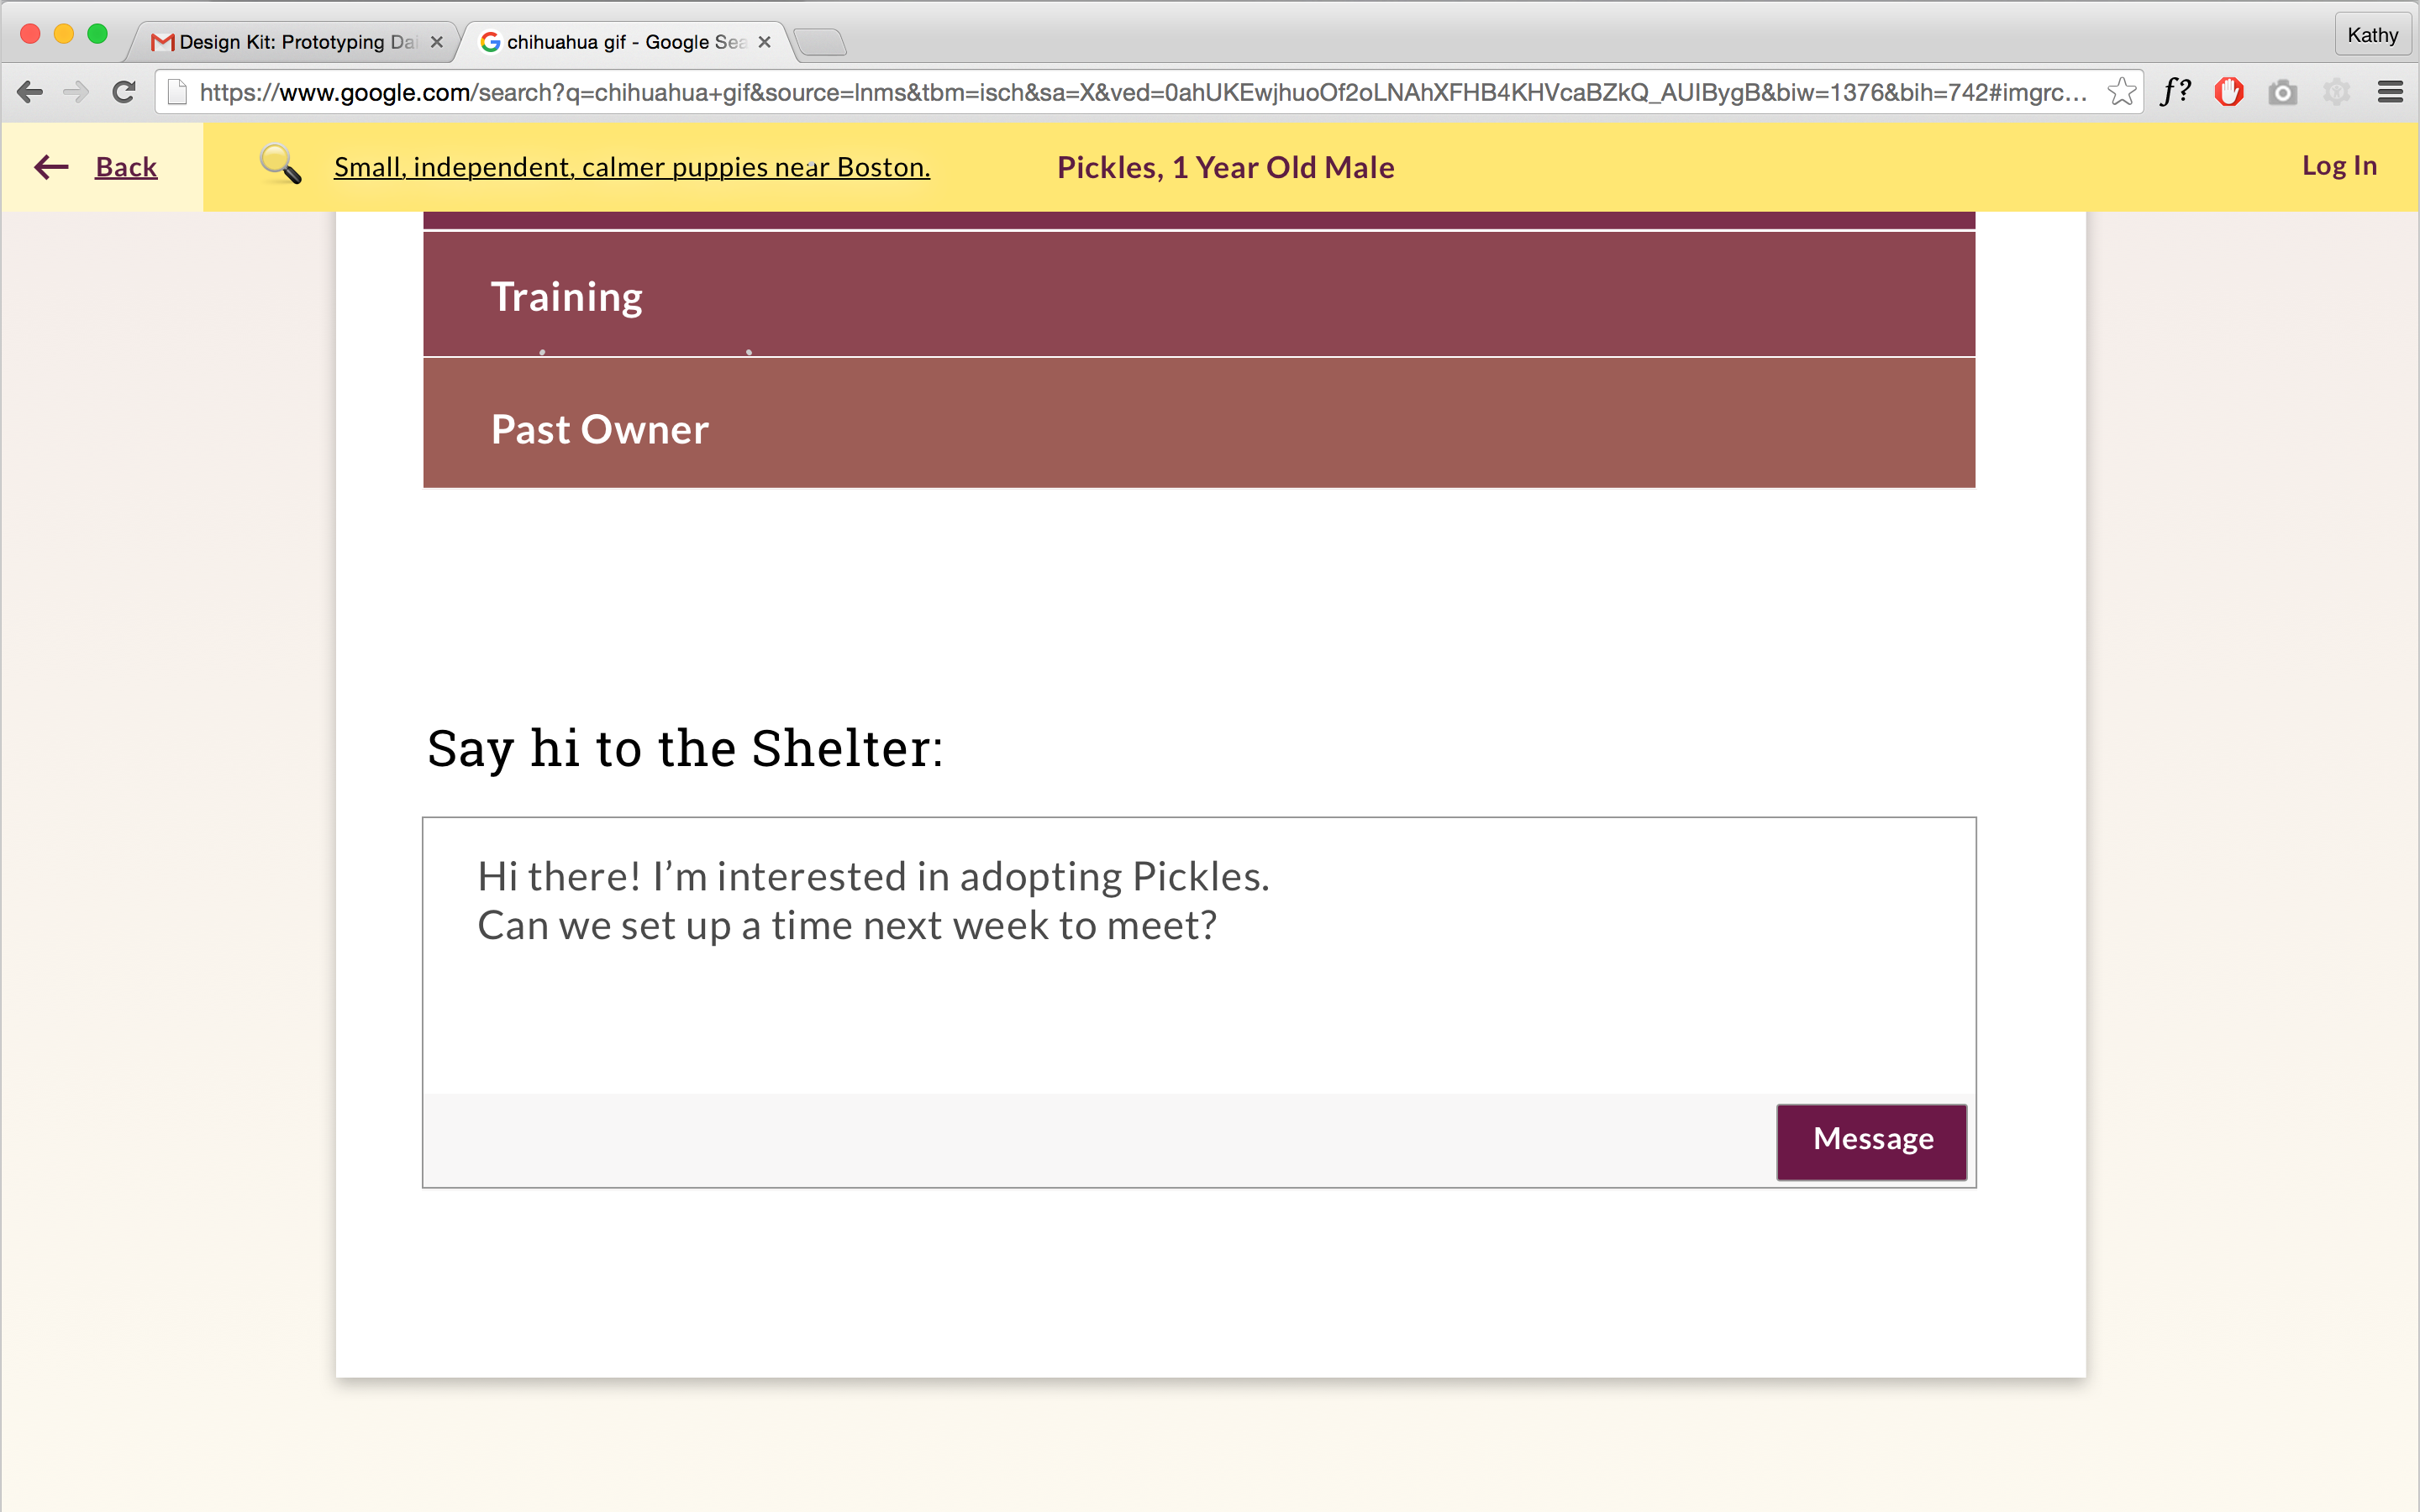 Design Kit: Prototyping Dai
chihuahua gif - Google Sea
Kathy
https://www.google.com/search?q=chihuahua+gif&source=lnms&tbm=isch&sa=X&ved=0ahUKEwjhuoOf2oLNAhXFHB4KHVcaBZkQ_AUIBygB&biw=1376&bih=742#imgrc...
f?
Back
Small, independent, calmer puppies near Boston.
Pickles, 1 Year Old Male
Log In
Training
Past Owner
Say hi to the Shelter:
Hi there! I’m interested in adopting Pickles.
Can we set up a time next week to meet?
Message